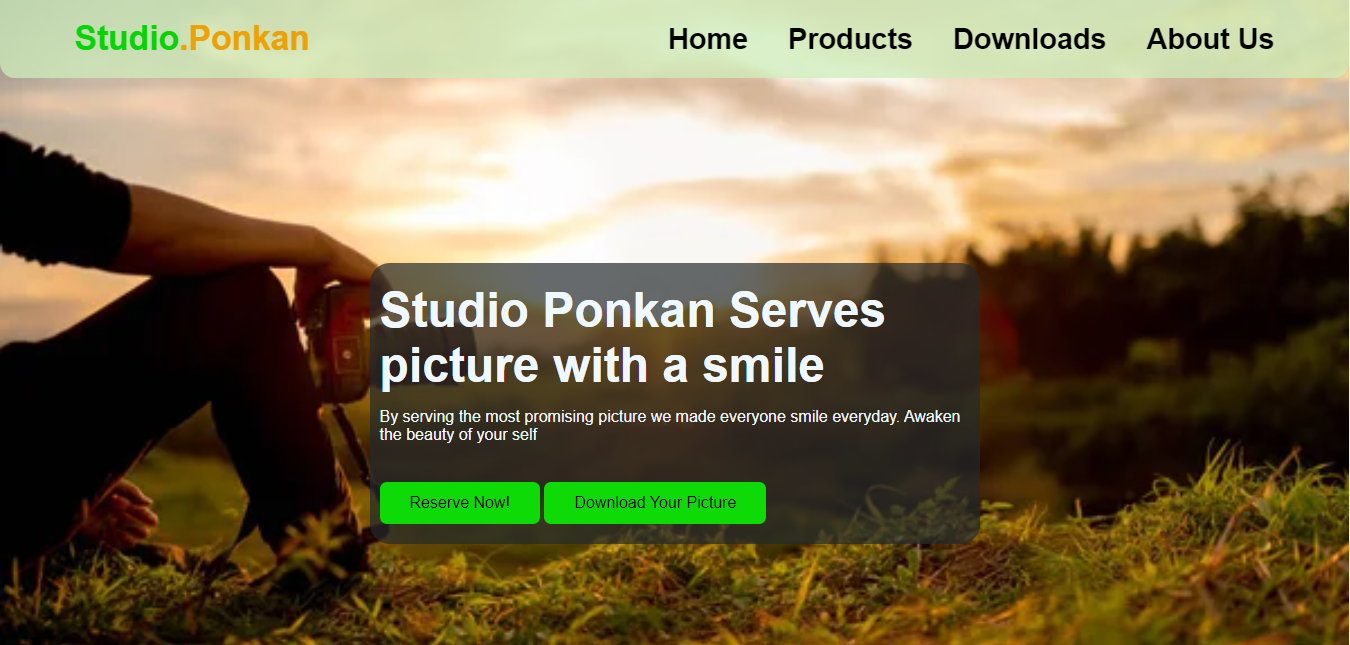 Studio.Ponkan
Home Products Downloads About Us
Studio Ponkan Serves
picture with a smile
By serving the most promising picture we made everyone smile everyday. Awaken
the beauty of your self
Reserve Now! Download Your Picture